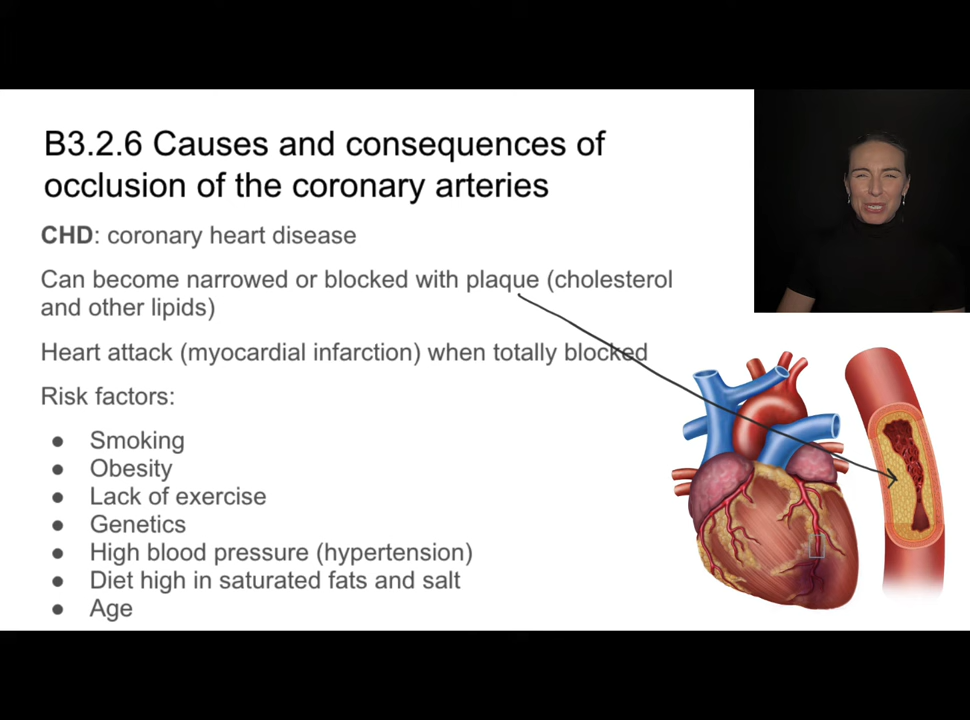 B3.2.6 Causes and consequences of
occlusion of the coronary arteries
CHD: coronary heart disease
Can become narrowed or blocked with plaque (cholesterol
and other lipids)
Heart attack (myocardial infarction) when totally blocked
Risk factors:
● Smoking
● Obesity
● Lack of exercise
● Genetics
● High blood pressure (hypertension)
● Diet high in saturated fats and salt
● Age